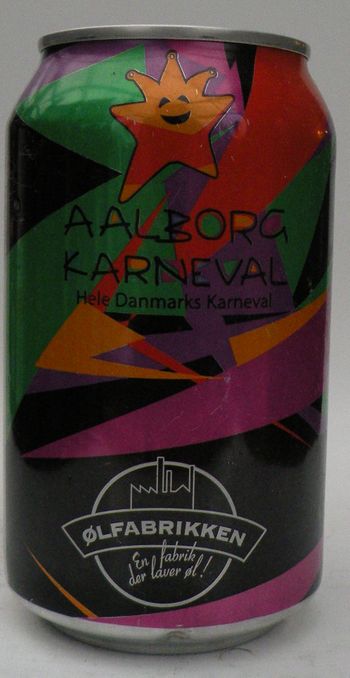 AALBORG
KARNEVAL
Hele Danmarks Karneval
ØLFABRIKKEN
En fabrik
der laver øl!